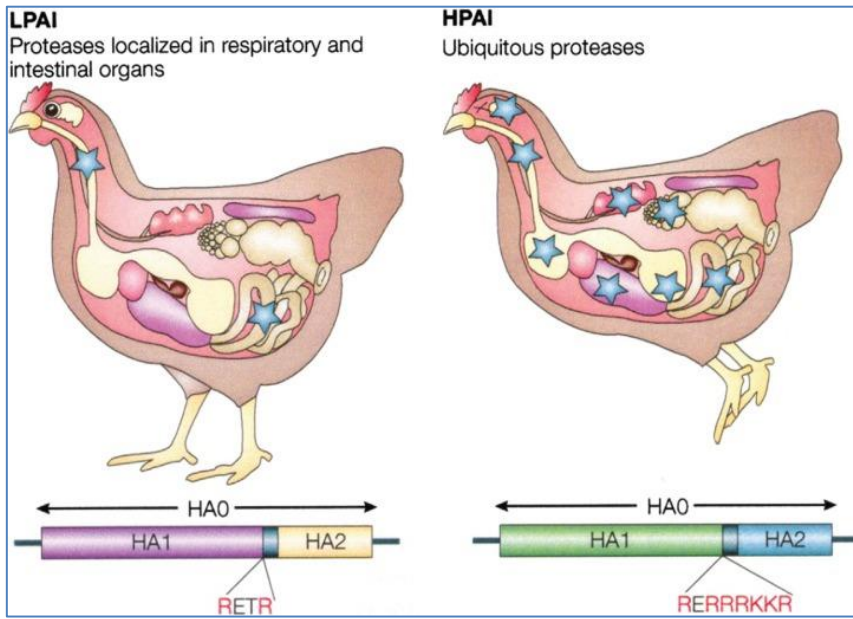 LPAI
Proteases localized in respiratory and
intestinal organs
HPAI
Ubiquitous proteases
HA0
HA1
HA2
RETR
HA0
HA1
HA2
RERRRKKR